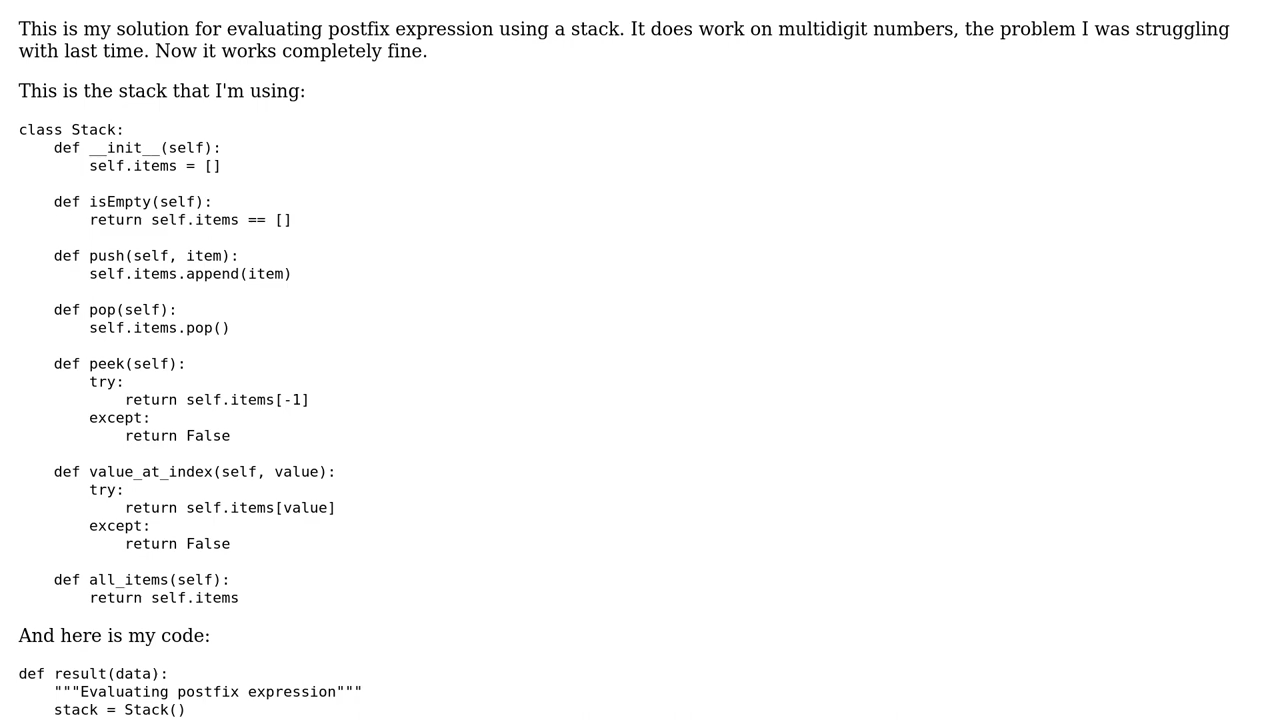 This is my solution for evaluating postfix expression using a stack. It does work on multidigit numbers, the problem I was struggling
with last time. Now it works completely fine.
This is the stack that I'm using:
class Stack:
    def __init__(self):
        self.items = []
    def isEmpty(self):
        return self.items == []
    def push(self, item):
        self.items.append(item)
    def pop(self):
        self.items.pop()
    def peek(self):
        try:
            return self.items[-1]
        except:
            return False
    def value_at_index(self, value):
        try:
            return self.items[value]
        except:
            return False
    def all_items(self):
        return self.items
And here is my code:
def result(data):
    """Evaluating postfix expression"""
    stack = Stack()